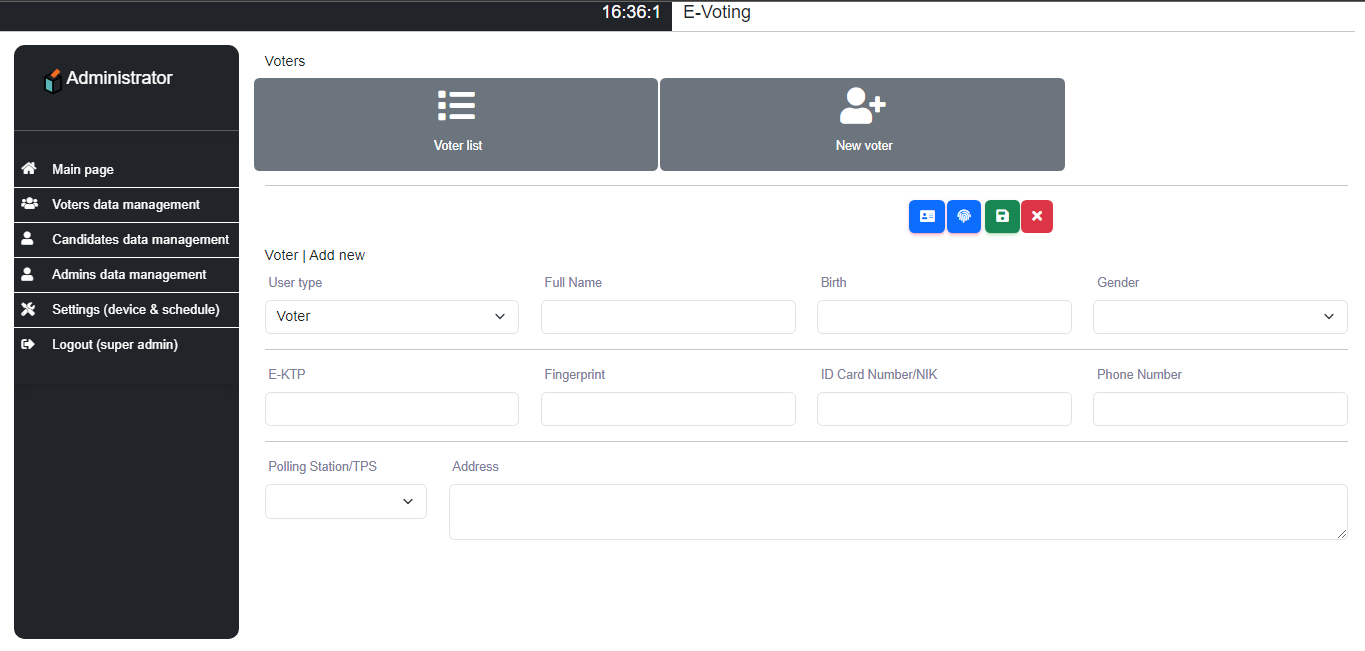 16:36:1 E-Voting
Administrator
Main page
Voters data management
Candidates data management
Admins data management
Settings (device & schedule)
Logout (super admin)
Voters
Voter list New voter
Voter | Add new
User type Full Name Birth Gender
Voter
E-KTP Fingerprint ID Card Number/NIK Phone Number
Polling Station/TPS Address